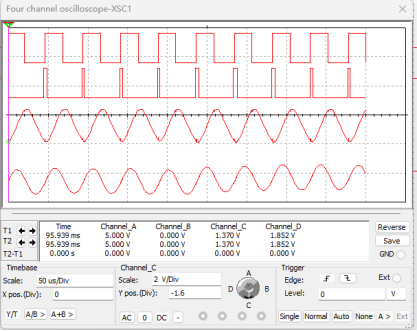 Four channel oscilloscope-XSC1
Time Channel_A Channel_B Channel_C Channel_D
T1 95.939 ms 5.000 V 0.000 V 1.370 V 1.852 V
T2 95.939 ms 5.000 V 0.000 V 1.370 V 1.852 V
T2-T1 0.000 s 0.000 V 0.000 V 0.000 V 0.000 V
Reverse
Save
GND
Timebase
Scale: 50 us/Div
X pos.(Div): 0
Y/T A/B > A+B >
Channel_C
Scale: 2 V/Div
Y pos.(Div): -1.6
AC 0 DC -
A
B
C
D
Trigger
Edge: Ext
Level: 0 V
Single Normal Auto None A > Ext